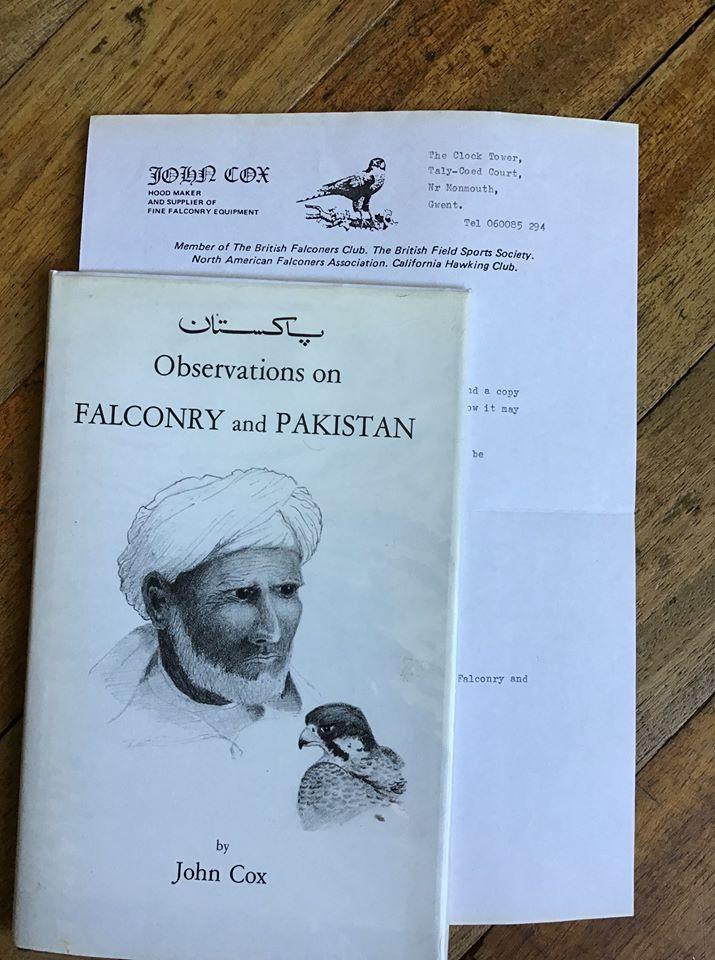 JOHN COX
HOOD MAKER
AND SUPPLIER OF
FINE FALCONRY EQUIPMENT
The Clock Tower,
Taly-Coed Court,
Nr Monmouth,
Gwent.
Tel 060085 294
Member of The British Falconers Club. The British Field Sports Society.
North American Falconers Association. California Hawking Club.
a copy
it may
be
Falconry and
پاکستان
Observations on
FALCONRY and PAKISTAN
by
John Cox